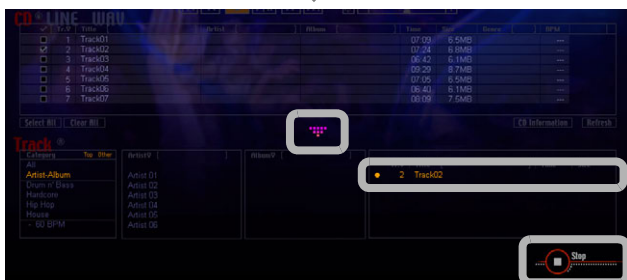 CD • LINE WAV
Tr.# Title Artist Album Time Size Genre BPM
1 Track01 07:09 6.5MB ---
2 Track02 07:24 6.8MB ---
3 Track03 06:42 6.1MB ---
4 Track04 09:29 8.7MB ---
5 Track05 07:05 6.5MB ---
6 Track06 06:40 6.1MB ---
7 Track07 08:09 7.5MB ---
Select All Clear All CD Information Refresh
Track ®
Category Top Other Artist# Album#
All
Artist-Album Artist 01 2 Track02
Drum n' Bass Artist 02
Hardcore Artist 03
Hip Hop Artist 04
House Artist 05
- 60 BPM Artist 06
Stop